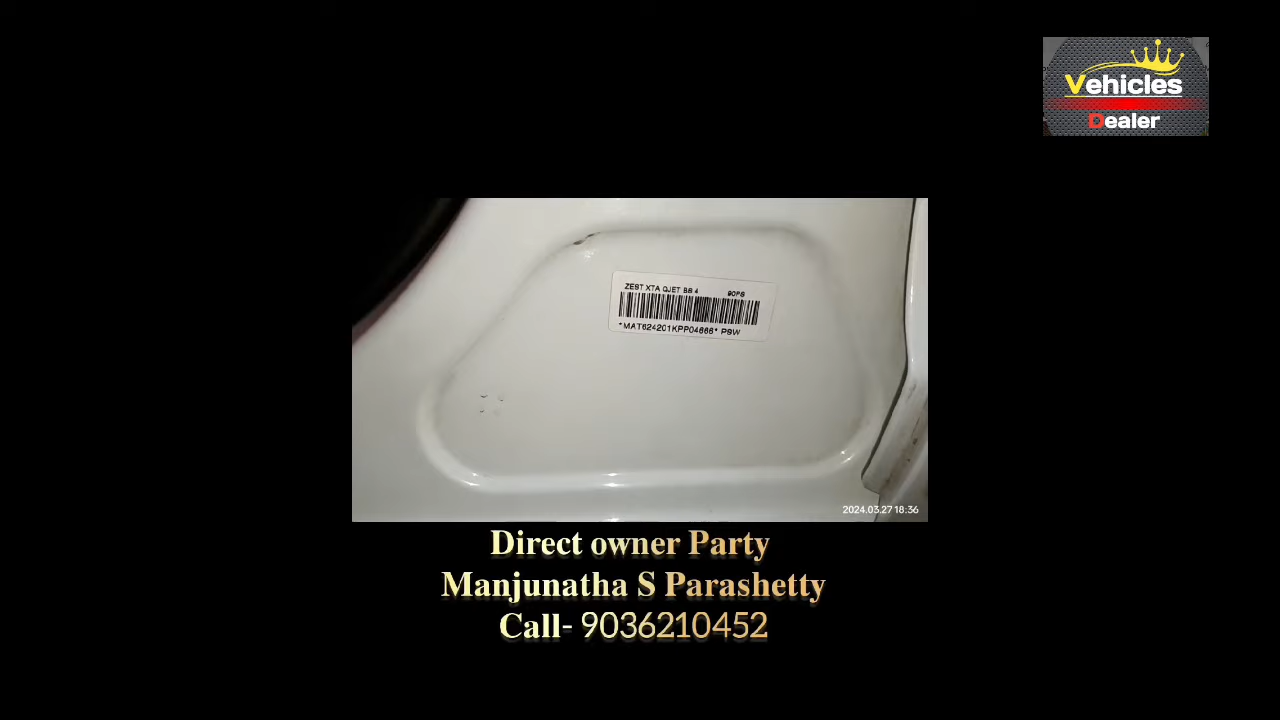 Vehicles
Dealer
ZEST XTA QJET BS 4 90PS
*MAT624201KPP04666* PSW
2024.03.27 18:36
Direct owner Party
Manjunatha S Parashetty
Call- 9036210452